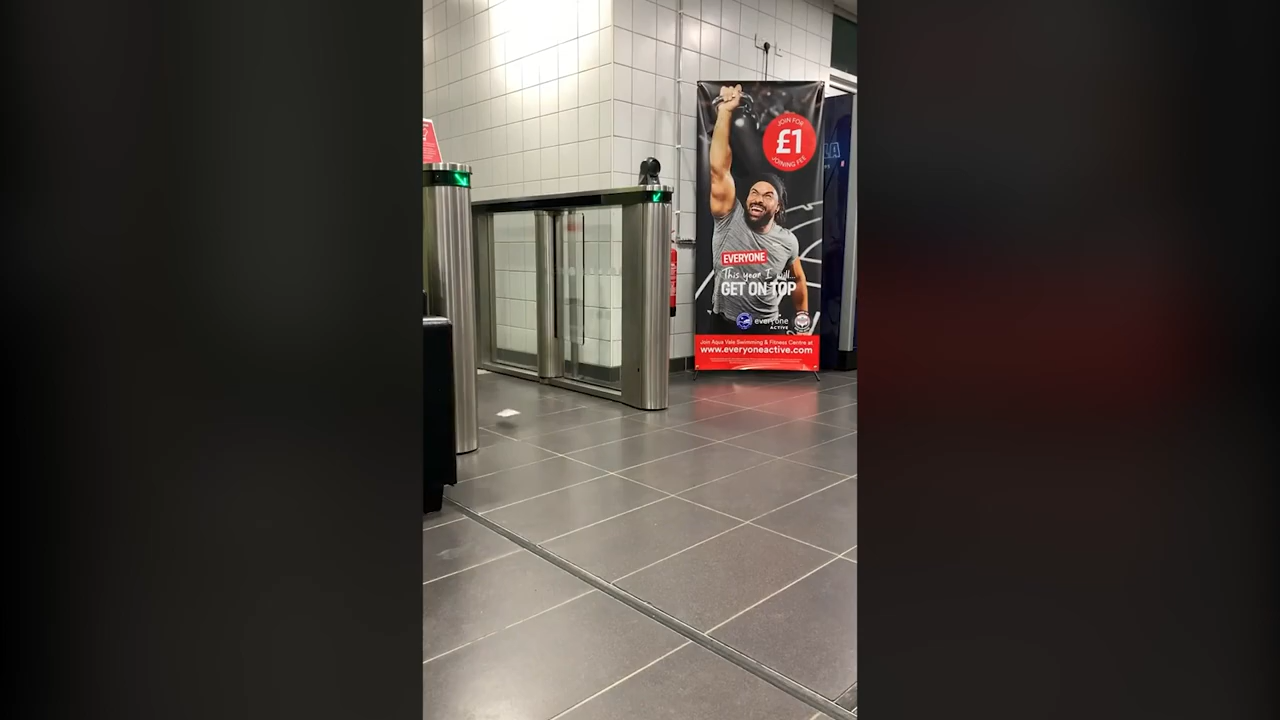 JOIN FOR
£1
JOINING FEE
EVERYONE
This year I will...
GET ON TOP
everyone
ACTIVE
Join Aqua Vale Swimming & Fitness Centre at
www.everyoneactive.com